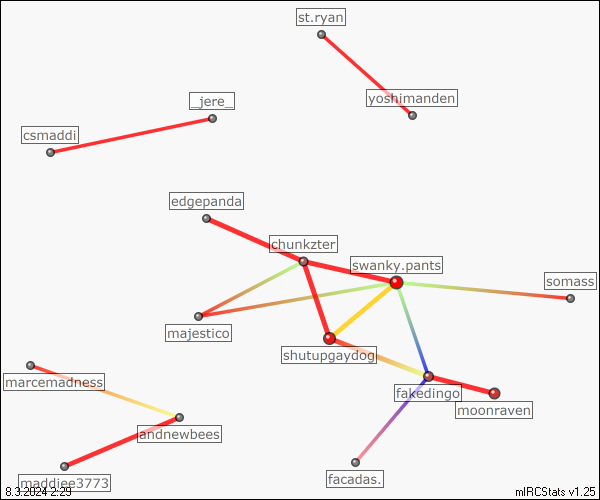 st.ryan
yoshimanden
_jere_
csmaddi
edgepanda
chunkzter
swanky.pants
somass
majestico
shutupgaydog
marcemadness
fakedingo
moonraven
andnewbees
facadas.
maddiee3773
8.3.2024 2:29
mIRCStats v1.25